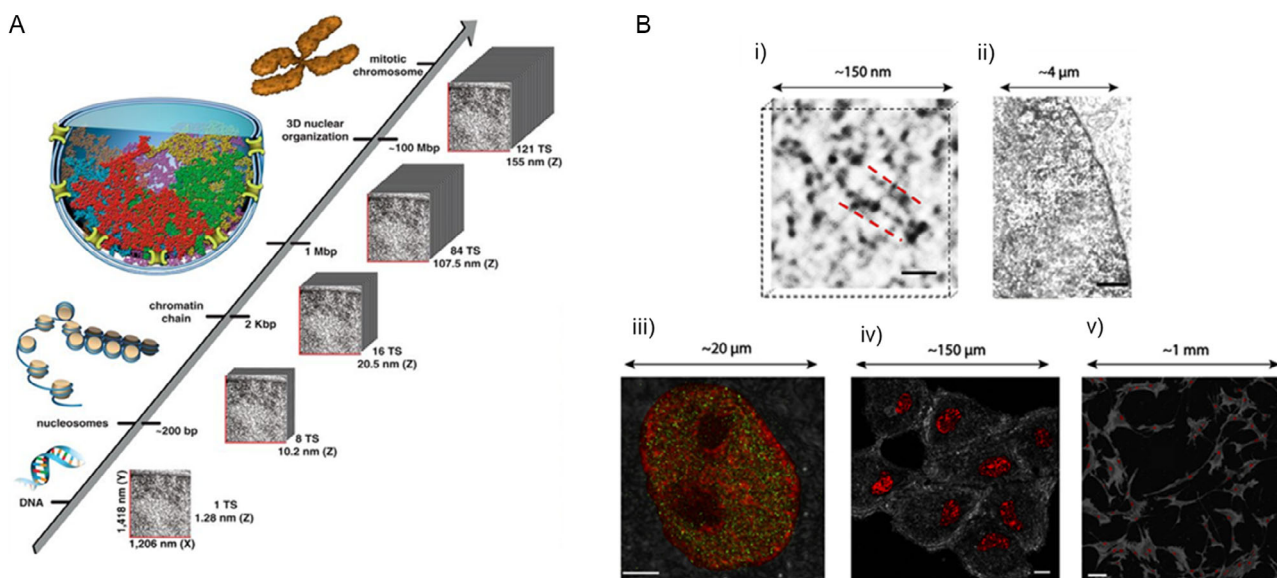 A
mitotic
chromosome
3D nuclear
organization
~100 Mbp
121 TS
155 nm (Z)
1 Mbp
84 TS
107.5 nm (Z)
chromatin
chain
2 Kbp
16 TS
20.5 nm (Z)
nucleosomes
~200 bp
8 TS
10.2 nm (Z)
DNA
1,418 nm (Y)
1 TS
1.28 nm (Z)
1,206 nm (X)
B
i)
~150 nm
ii)
~4 µm
iii)
~20 µm
iv)
~150 µm
v)
~1 mm